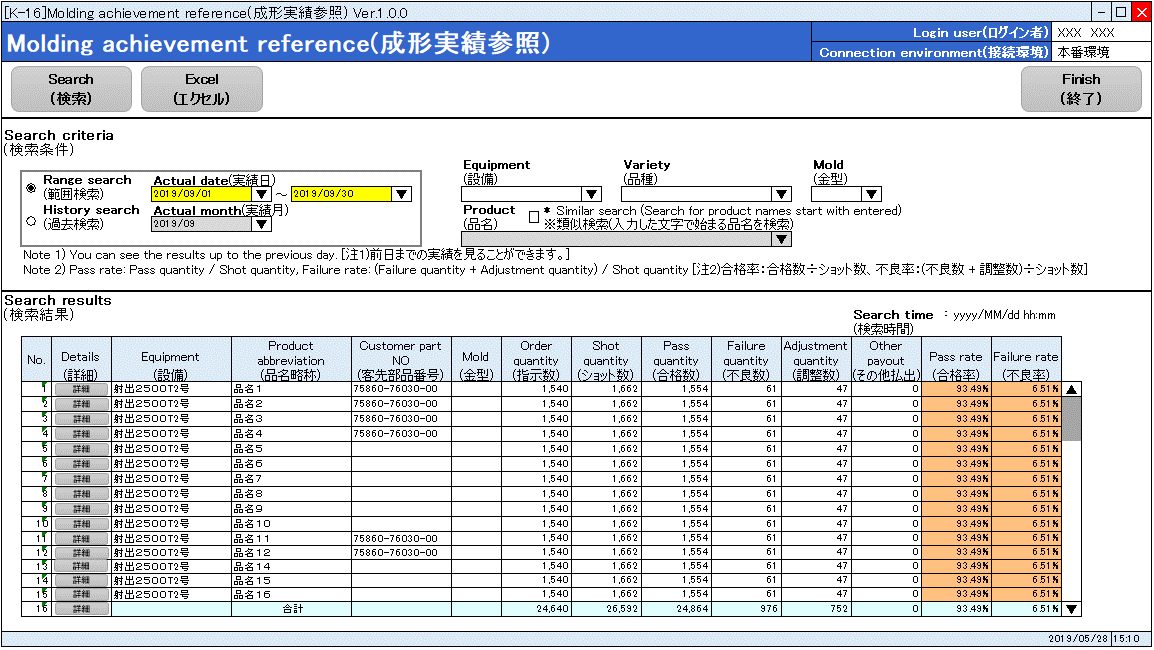 [K-16]Molding achievement reference(成形実績参照) Ver.1.0.0
Molding achievement reference(成形実績参照)
Login user(ログイン者) XXX XXX
Connection environment(接続環境) 本番環境
Search
(検索)
Excel
(エクセル)
Finish
(終了)
Search criteria
(検索条件)
Range search
(範囲検索)
Actual date(実績日)
2019/09/01 ~ 2019/09/30
History search
(過去検索)
Actual month(実績月)
2019/09
Equipment
(設備)
Variety
(品種)
Mold
(金型)
Product
(品名)
* Similar search (Search for product names start with entered)
※類似検索(入力した文字で始まる品名を検索)
Note 1) You can see the results up to the previous day. [注1)前日までの実績を見ることができます。]
Note 2) Pass rate: Pass quantity / Shot quantity, Failure rate: (Failure quantity + Adjustment quantity) / Shot quantity [注2)合格率:合格数÷ショット数、不良率:(不良数 + 調整数)÷ショット数]
Search results
(検索結果)
Search time : yyyy/MM/dd hh:mm
(検索時間)
No.
Details
(詳細)
Equipment
(設備)
Product
abbreviation
(品名略称)
Customer part
NO
(客先部品番号)
Mold
(金型)
Order
quantity
(指示数)
Shot
quantity
(ショット数)
Pass
quantity
(合格数)
Failure
quantity
(不良数)
Adjustment
quantity
(調整数)
Other
payout
(その他払出)
Pass rate
(合格率)
Failure rate
(不良率)
1 詳細 射出2500T2号 品名1 75860-76030-00 1,540 1,662 1,554 61 47 0 93.49% 6.51%
2 詳細 射出2500T2号 品名2 75860-76030-00 1,540 1,662 1,554 61 47 0 93.49% 6.51%
3 詳細 射出2500T2号 品名3 75860-76030-00 1,540 1,662 1,554 61 47 0 93.49% 6.51%
4 詳細 射出2500T2号 品名4 75860-76030-00 1,540 1,662 1,554 61 47 0 93.49% 6.51%
5 詳細 射出2500T2号 品名5 1,540 1,662 1,554 61 47 0 93.49% 6.51%
6 詳細 射出2500T2号 品名6 1,540 1,662 1,554 61 47 0 93.49% 6.51%
7 詳細 射出2500T2号 品名7 1,540 1,662 1,554 61 47 0 93.49% 6.51%
8 詳細 射出2500T2号 品名8 1,540 1,662 1,554 61 47 0 93.49% 6.51%
9 詳細 射出2500T2号 品名9 1,540 1,662 1,554 61 47 0 93.49% 6.51%
10 詳細 射出2500T2号 品名10 1,540 1,662 1,554 61 47 0 93.49% 6.51%
11 詳細 射出2500T2号 品名11 75860-76030-00 1,540 1,662 1,554 61 47 0 93.49% 6.51%
12 詳細 射出2500T2号 品名12 75860-76030-00 1,540 1,662 1,554 61 47 0 93.49% 6.51%
13 詳細 射出2500T2号 品名14 1,540 1,662 1,554 61 47 0 93.49% 6.51%
14 詳細 射出2500T2号 品名15 1,540 1,662 1,554 61 47 0 93.49% 6.51%
15 詳細 射出2500T2号 品名16 1,540 1,662 1,554 61 47 0 93.49% 6.51%
16 詳細 合計 24,640 26,592 24,864 976 752 0 93.49% 6.51%
2019/05/28 15:10